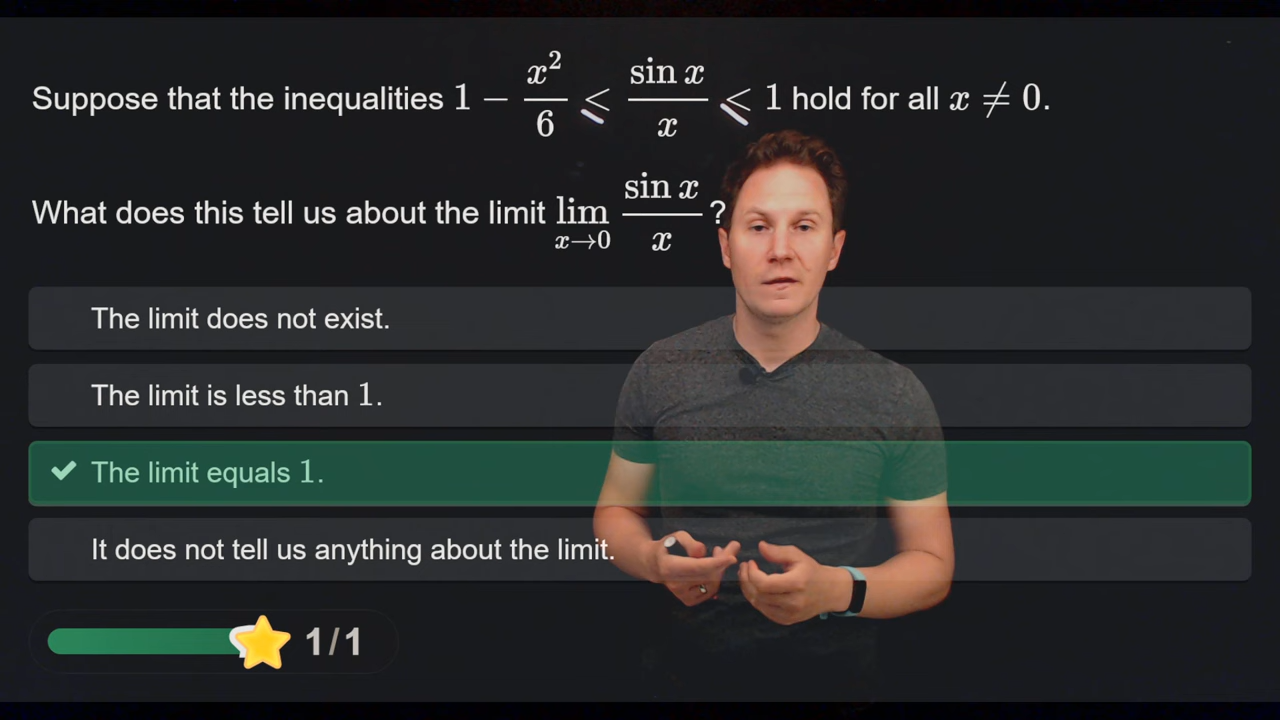 Suppose that the inequalities 1 − x²/6 ⩽ sin x/x ⩽ 1 hold for all x ≠ 0.
What does this tell us about the limit lim x→0 sin x/x ?
The limit does not exist.
The limit is less than 1.
✔ The limit equals 1.
It does not tell us anything about the limit.
1/1